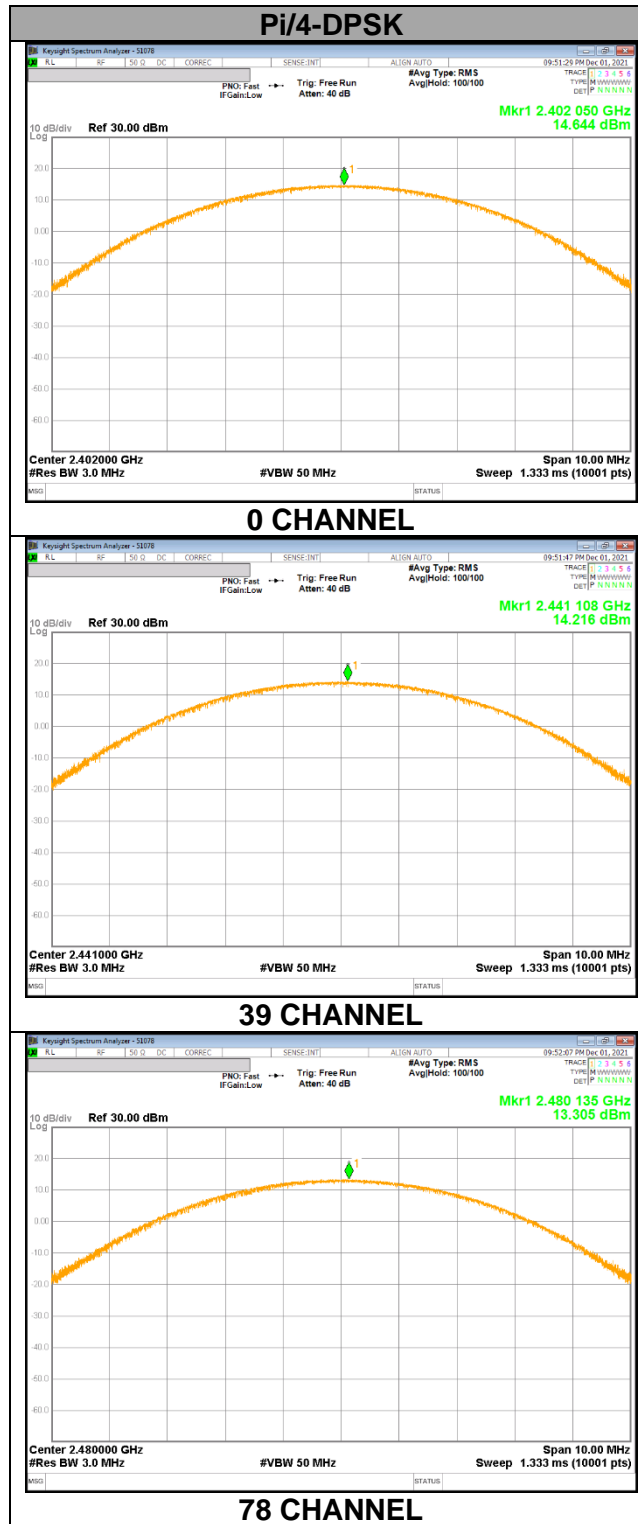 Pi/4-DPSK
Keysight Spectrum Analyzer - 51078
RL RF 50 Ω DC CORREC SENSE:INT ALIGN AUTO 09:51:29 PM Dec 01, 2021
#Avg Type: RMS TRACE 1 2 3 4 5 6
PNO: Fast Trig: Free Run Avg|Hold: 100/100 TYPE M WWWWW
IFGain:Low Atten: 40 dB DET P N N N N N
Mkr1 2.402 050 GHz
14.644 dBm
10 dB/div Ref 30.00 dBm
Log
1
20.0
10.0
0.00
-10.0
-20.0
-30.0
-40.0
-50.0
-60.0
Center 2.402000 GHz Span 10.00 MHz
#Res BW 3.0 MHz #VBW 50 MHz Sweep 1.333 ms (10001 pts)
MSG STATUS
0 CHANNEL
Keysight Spectrum Analyzer - 51078
RL RF 50 Ω DC CORREC SENSE:INT ALIGN AUTO 09:51:47 PM Dec 01, 2021
#Avg Type: RMS TRACE 1 2 3 4 5 6
PNO: Fast Trig: Free Run Avg|Hold: 100/100 TYPE M WWWWW
IFGain:Low Atten: 40 dB DET P N N N N N
Mkr1 2.441 108 GHz
14.216 dBm
10 dB/div Ref 30.00 dBm
Log
1
20.0
10.0
0.00
-10.0
-20.0
-30.0
-40.0
-50.0
-60.0
Center 2.441000 GHz Span 10.00 MHz
#Res BW 3.0 MHz #VBW 50 MHz Sweep 1.333 ms (10001 pts)
MSG STATUS
39 CHANNEL
Keysight Spectrum Analyzer - 51078
RL RF 50 Ω DC CORREC SENSE:INT ALIGN AUTO 09:52:07 PM Dec 01, 2021
#Avg Type: RMS TRACE 1 2 3 4 5 6
PNO: Fast Trig: Free Run Avg|Hold: 100/100 TYPE M WWWWW
IFGain:Low Atten: 40 dB DET P N N N N N
Mkr1 2.480 135 GHz
13.305 dBm
10 dB/div Ref 30.00 dBm
Log
1
20.0
10.0
0.00
-10.0
-20.0
-30.0
-40.0
-50.0
-60.0
Center 2.480000 GHz Span 10.00 MHz
#Res BW 3.0 MHz #VBW 50 MHz Sweep 1.333 ms (10001 pts)
MSG STATUS
78 CHANNEL